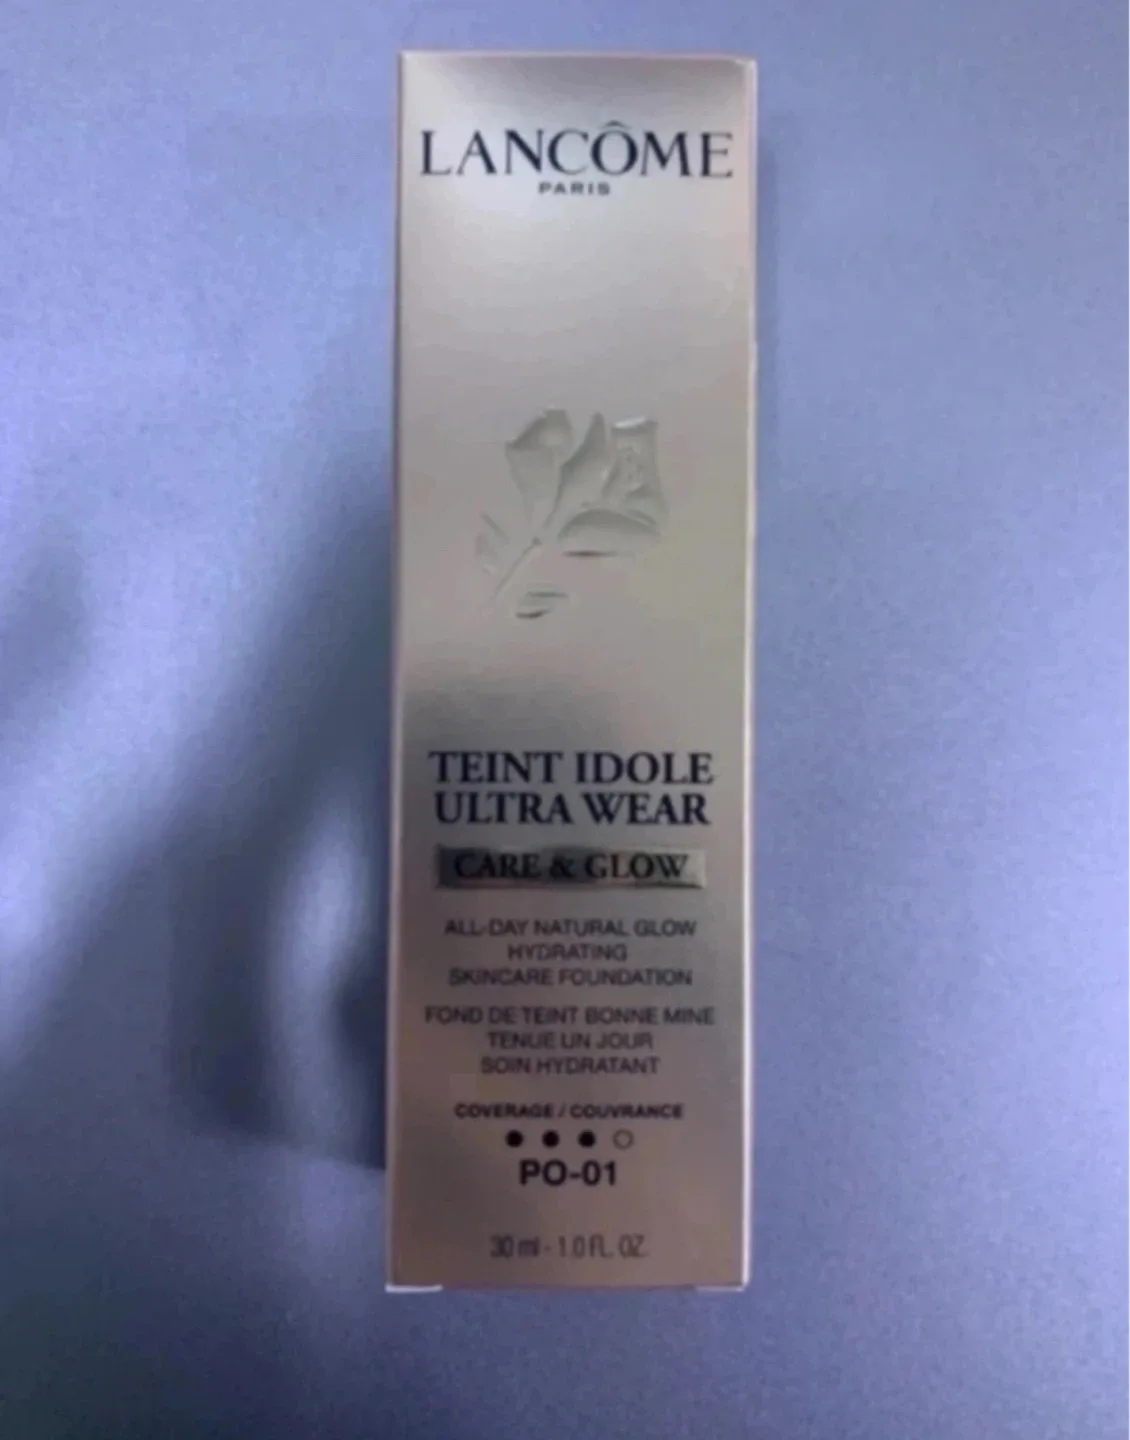 LANCÔME
PARIS
TEINT IDOLE
ULTRA WEAR
CARE & GLOW
ALL-DAY NATURAL GLOW
HYDRATING
SKINCARE FOUNDATION
FOND DE TEINT BONNE MINE
TENUE UN JOUR
SOIN HYDRATANT
COVERAGE / COUVRANCE
PO-01
30 ml - 1.0 FL. OZ.